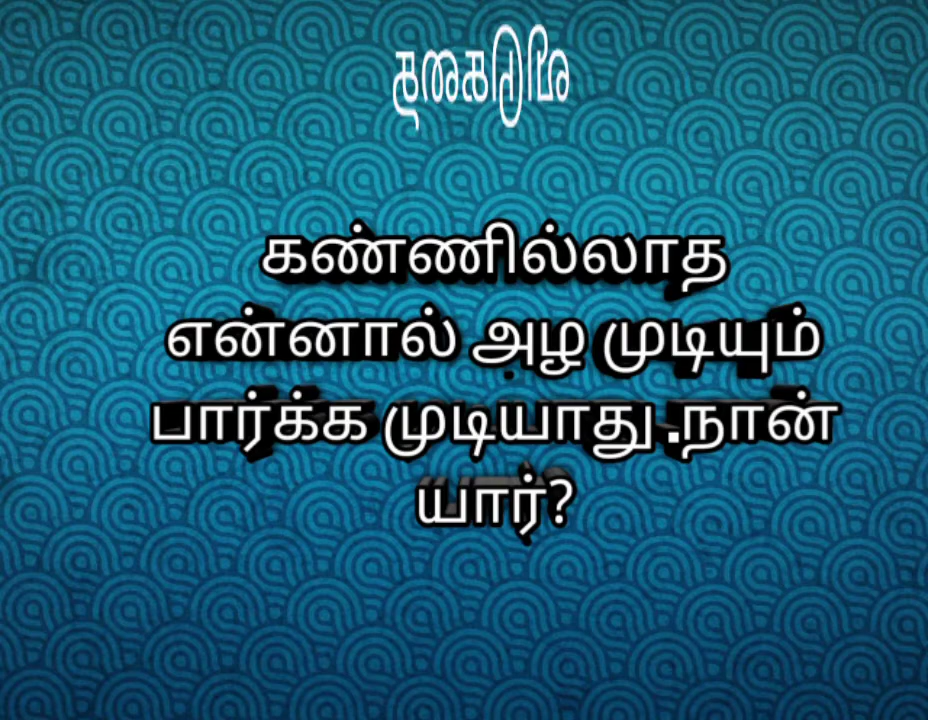 கண்ணில்லாத
என்னால் அழ முடியும்
பார்க்க முடியாது .நான்
யார்?